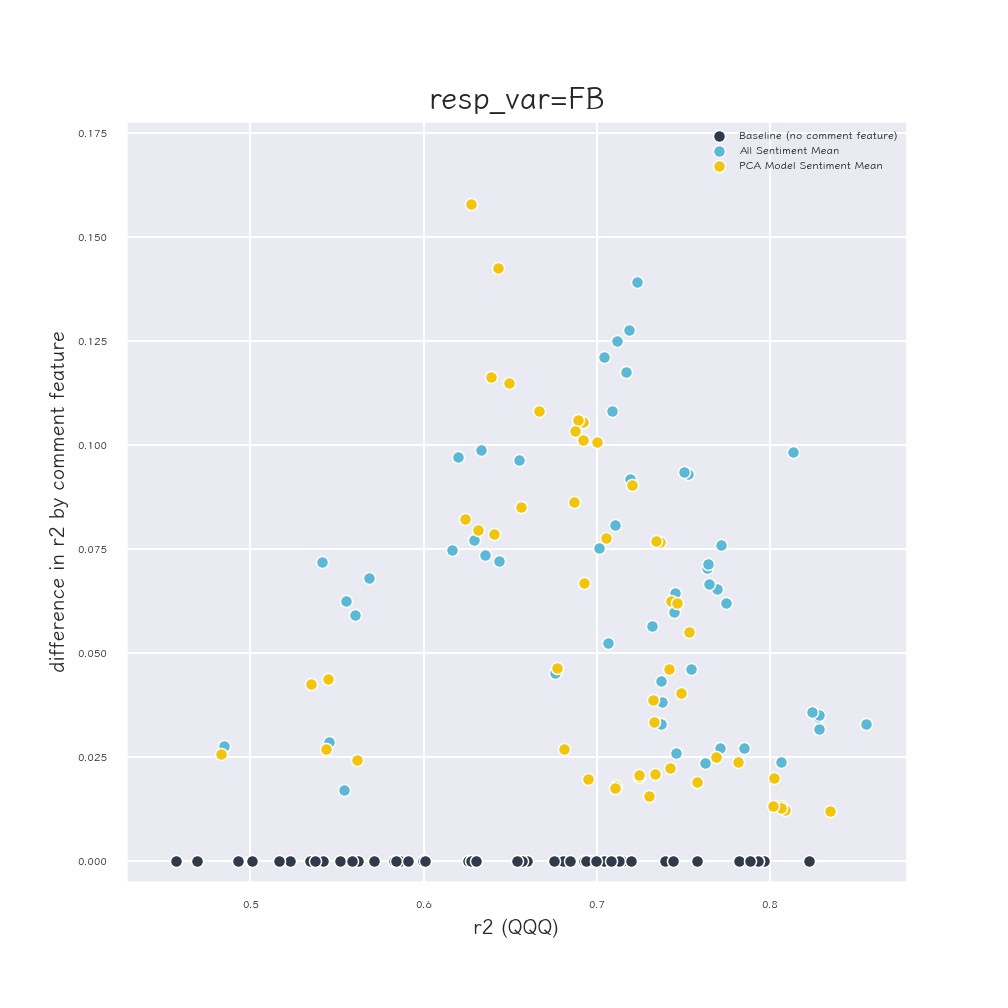 resp_var=FB
0.175
0.150
0.125
0.100
0.075
0.050
0.025
0.000
difference in r2 by comment feature
Baseline (no comment feature)
All Sentiment Mean
PCA Model Sentiment Mean
0.5 0.6 0.7 0.8
r2 (QQQ)